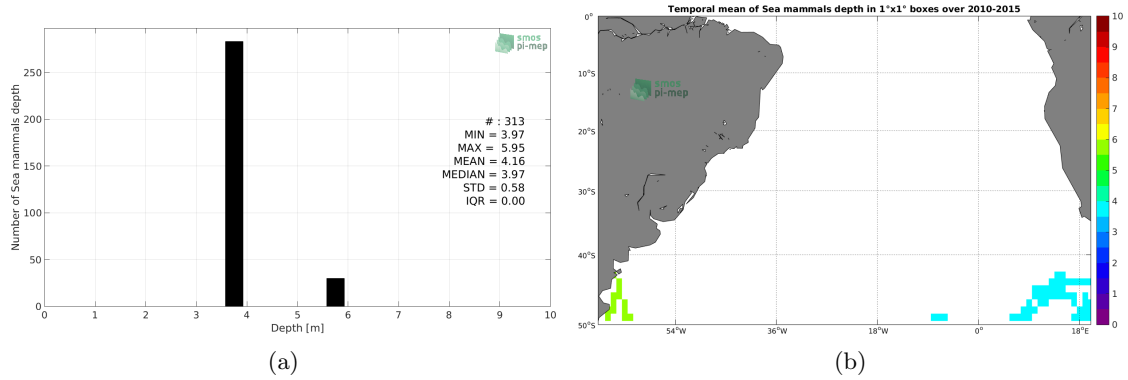 smos
pi-mep
Number of Sea mammals depth
250
200
150
100
50
0
# : 313
MIN = 3.97
MAX = 5.95
MEAN = 4.16
MEDIAN = 3.97
STD = 0.58
IQR = 0.00
0 1 2 3 4 5 6 7 8 9 10
Depth [m]
(a)
Temporal mean of Sea mammals depth in 1°x1° boxes over 2010-2015
smos
pi-mep
0°
10°S
20°S
30°S
40°S
50°S
54°W 36°W 18°W 0° 18°E
10
9
8
7
6
5
4
3
2
1
0
(b)